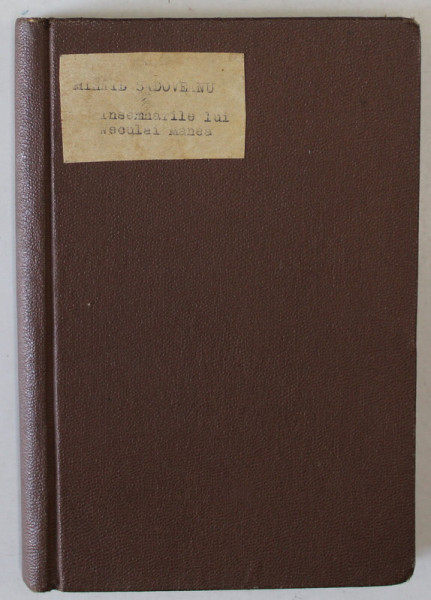 MIHAIL SADOVEANU
Insemnarile lui
Neculai Manea